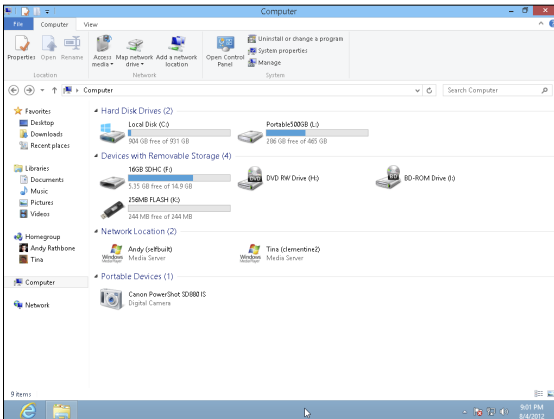 Computer
File Computer View
Properties Open Rename
Access media Map network drive Add a network location
Open Control Panel
Uninstall or change a program
System properties
Manage
Location Network System
Computer
Search Computer
Favorites
Desktop
Downloads
Recent places
Libraries
Documents
Music
Pictures
Videos
Homegroup
Andy Rathbone
Tina
Computer
Network
Hard Disk Drives (2)
Local Disk (C:)
904 GB free of 931 GB
Portable500GB (L:)
286 GB free of 465 GB
Devices with Removable Storage (4)
16GB SDHC (F:)
5.35 GB free of 14.9 GB
DVD RW Drive (H:)
BD-ROM Drive (I:)
256MB FLASH (K:)
244 MB free of 244 MB
Network Location (2)
Andy (selfbuilt)
Media Server
Tina (clementine2)
Media Server
Portable Devices (1)
Canon PowerShot SD880 IS
Digital Camera
9 items
9:01 PM
8/4/2012